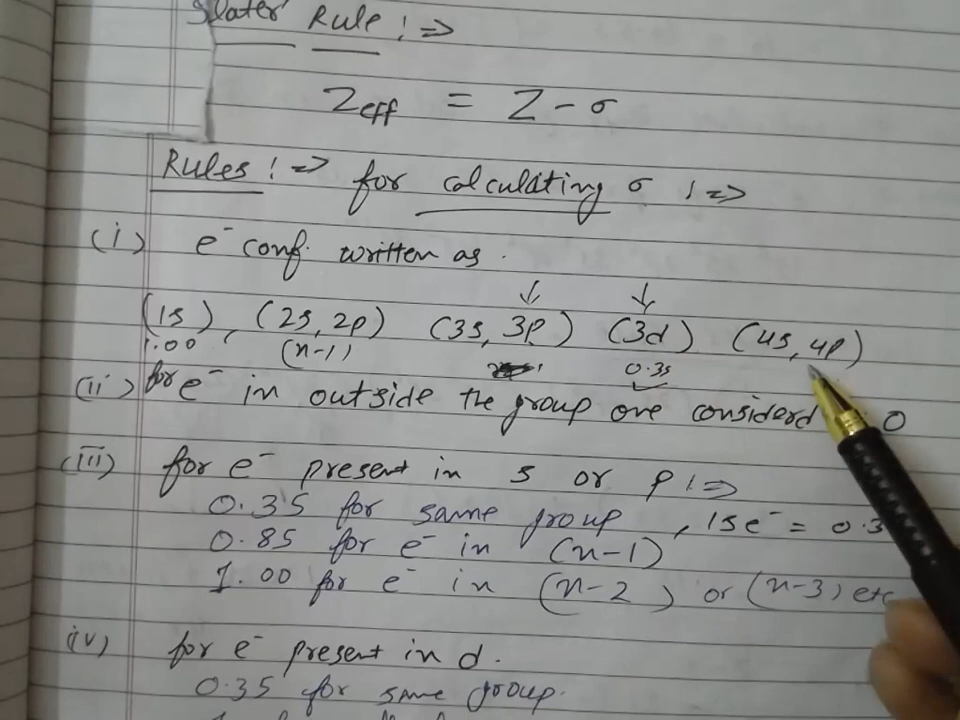 Slater Rule :⇒
Zeff = Z - σ
Rules :⇒ for calculating σ :⇒
(i) e⁻ conf. written as.
(1s), (2s, 2p) (3s, 3p) (3d) (4s, 4p)
1.00 (n-1) 0.35
(ii) for e⁻ in outside the group are considerd 0
(iii) for e⁻ present in s or p :⇒
0.35 for same group, 1s e⁻ = 0.3
0.85 for e⁻ in (n-1)
1.00 for e⁻ in (n-2) or (n-3) etc
(iv) for e⁻ present in d.
0.35 for same group.